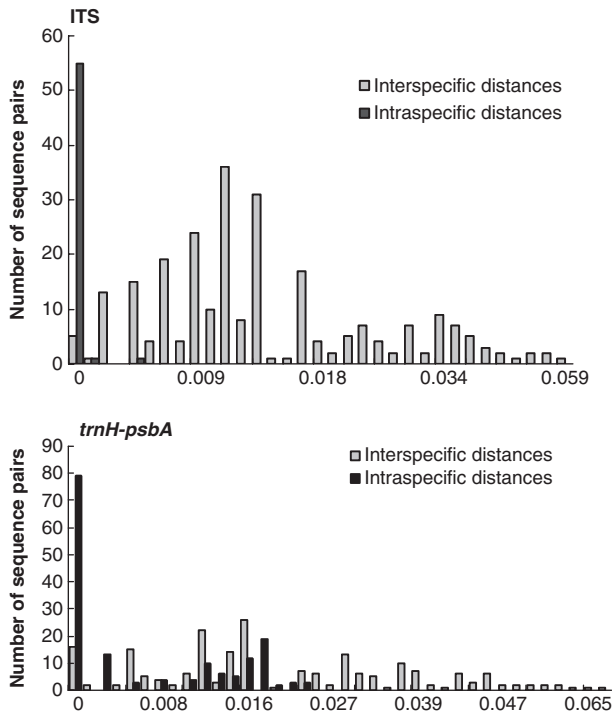 ITS
Number of sequence pairs
60
50
40
30
20
10
0
Interspecific distances
Intraspecific distances
0 0.009 0.018 0.034 0.059
trnH-psbA
Number of sequence pairs
90
80
70
60
50
40
30
20
10
0
Interspecific distances
Intraspecific distances
0 0.008 0.016 0.027 0.039 0.047 0.065